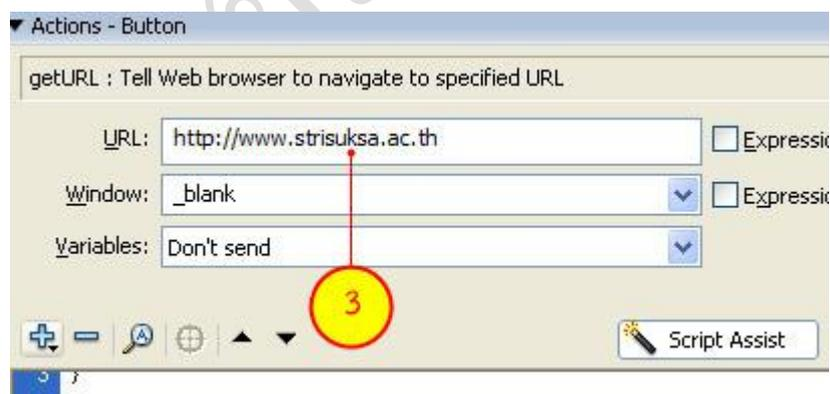 Actions - Button
getURL : Tell Web browser to navigate to specified URL
URL: http://www.strisuksa.ac.th Expressio
Window: _blank Expressio
Variables: Don't send
3
Script Assist
3 }